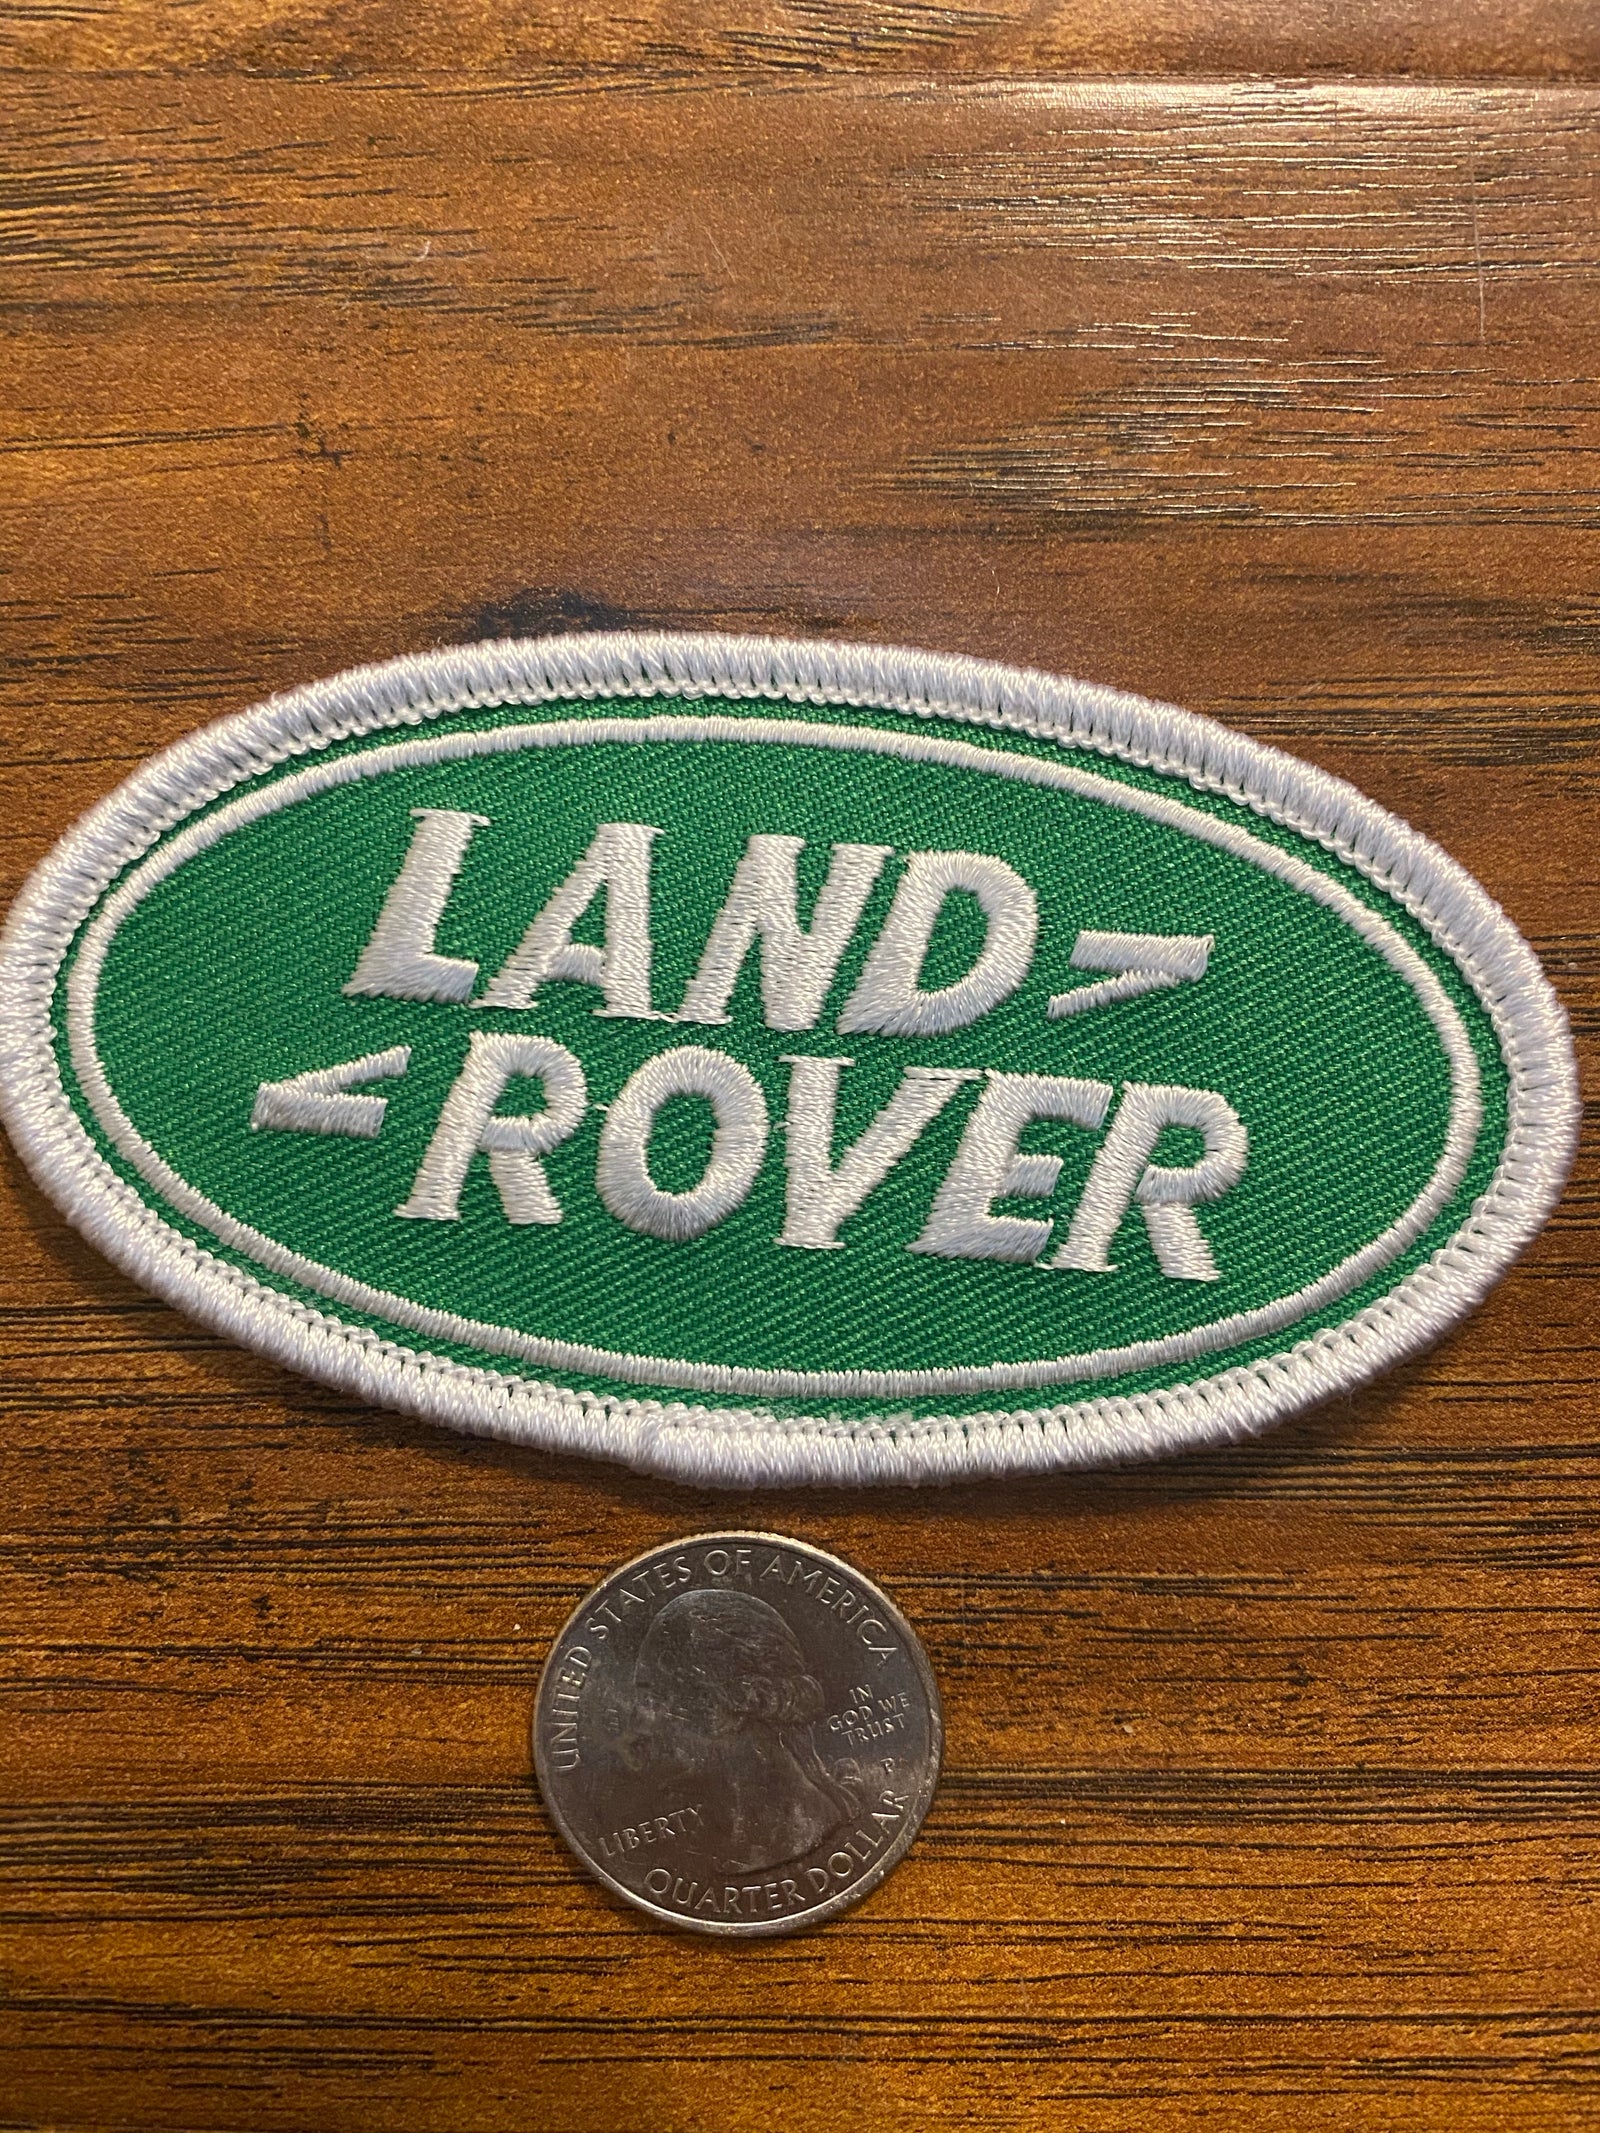 LAND >
< ROVER
UNITED STATES OF AMERICA
IN
GOD WE
TRUST
P
LIBERTY
QUARTER DOLLAR